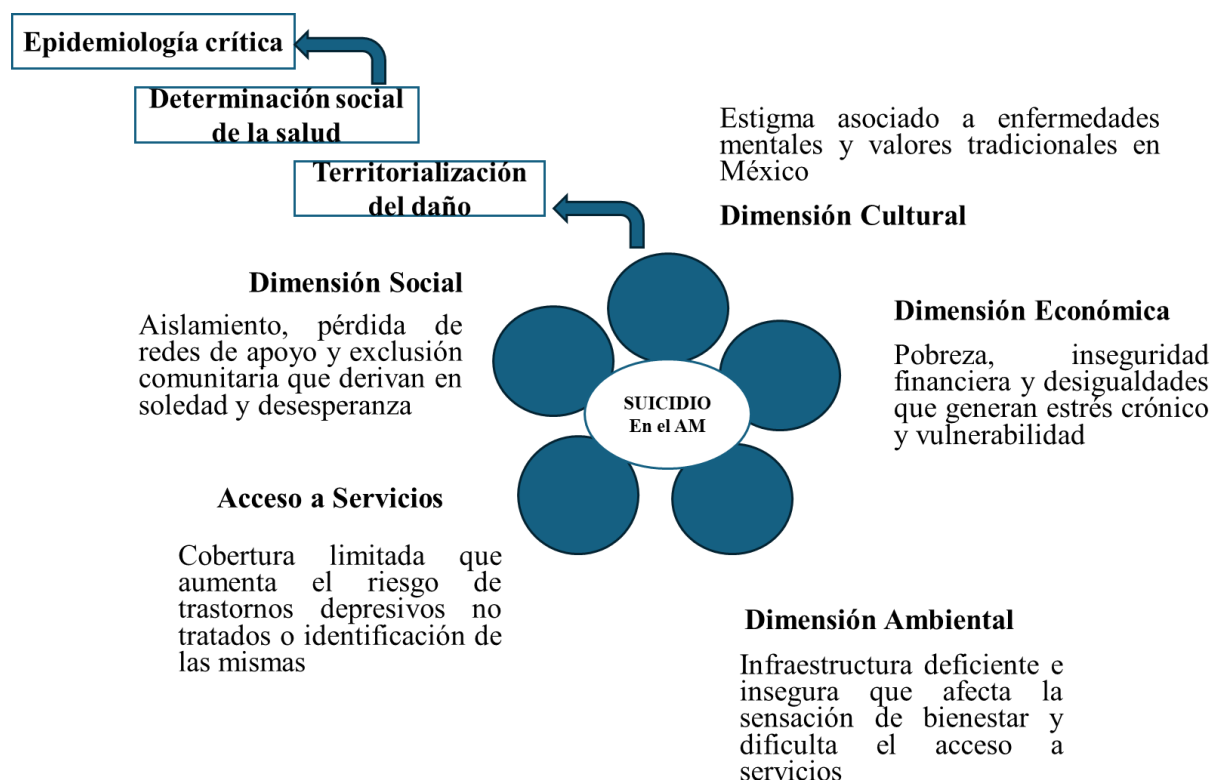 Epidemiología crítica
Determinación social
de la salud
Territorialización
del daño
Estigma asociado a enfermedades
mentales y valores tradicionales en
México
Dimensión Cultural
Dimensión Social
Aislamiento, pérdida de
redes de apoyo y exclusión
comunitaria que derivan en
soledad y desesperanza
Dimensión Económica
Pobreza, inseguridad
financiera y desigualdades
que generan estrés crónico
y vulnerabilidad
SUICIDIO
En el AM
Acceso a Servicios
Cobertura limitada que
aumenta el riesgo de
trastornos depresivos no
tratados o identificación de
las mismas
Dimensión Ambiental
Infraestructura deficiente e
insegura que afecta la
sensación de bienestar y
dificulta el acceso a
servicios